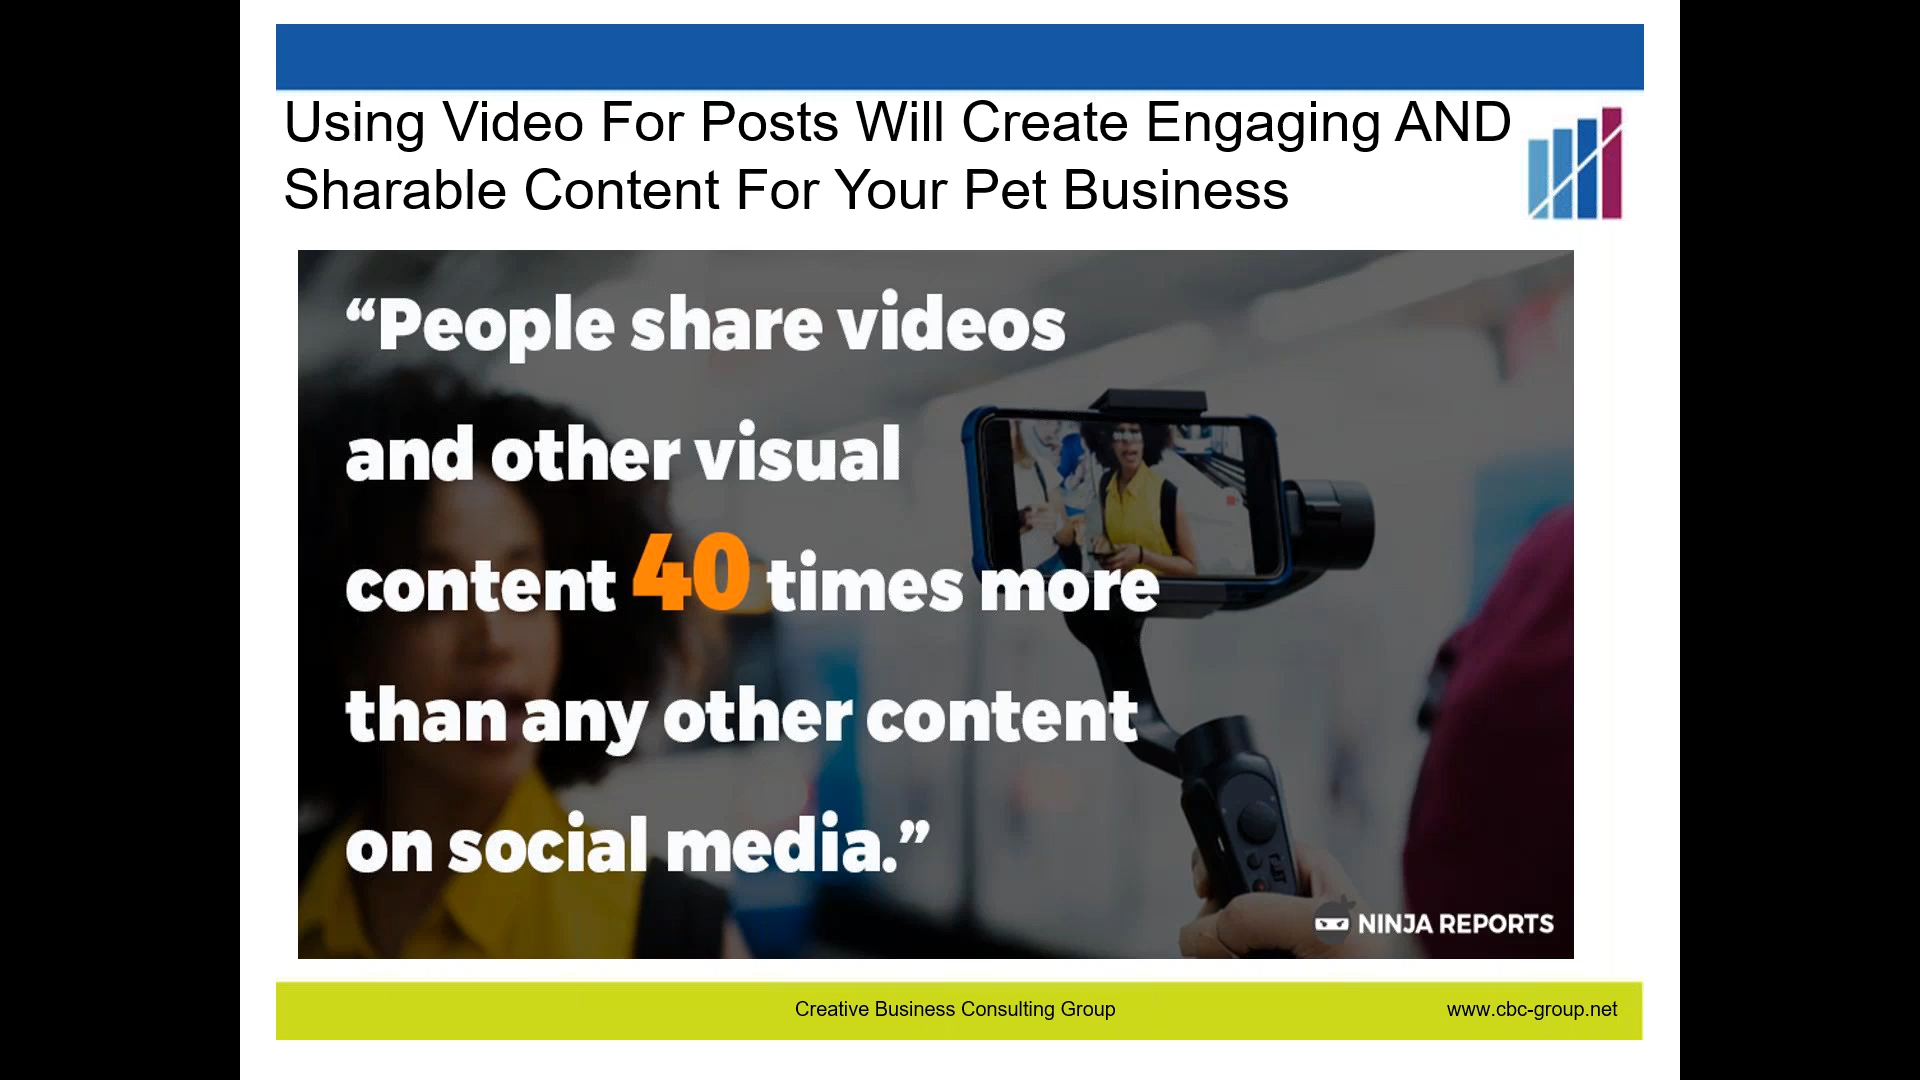 Using Video For Posts Will Create Engaging AND
Sharable Content For Your Pet Business
“People share videos
and other visual
content 40 times more
than any other content
on social media.”
NINJA REPORTS
Creative Business Consulting Group
www.cbc-group.net